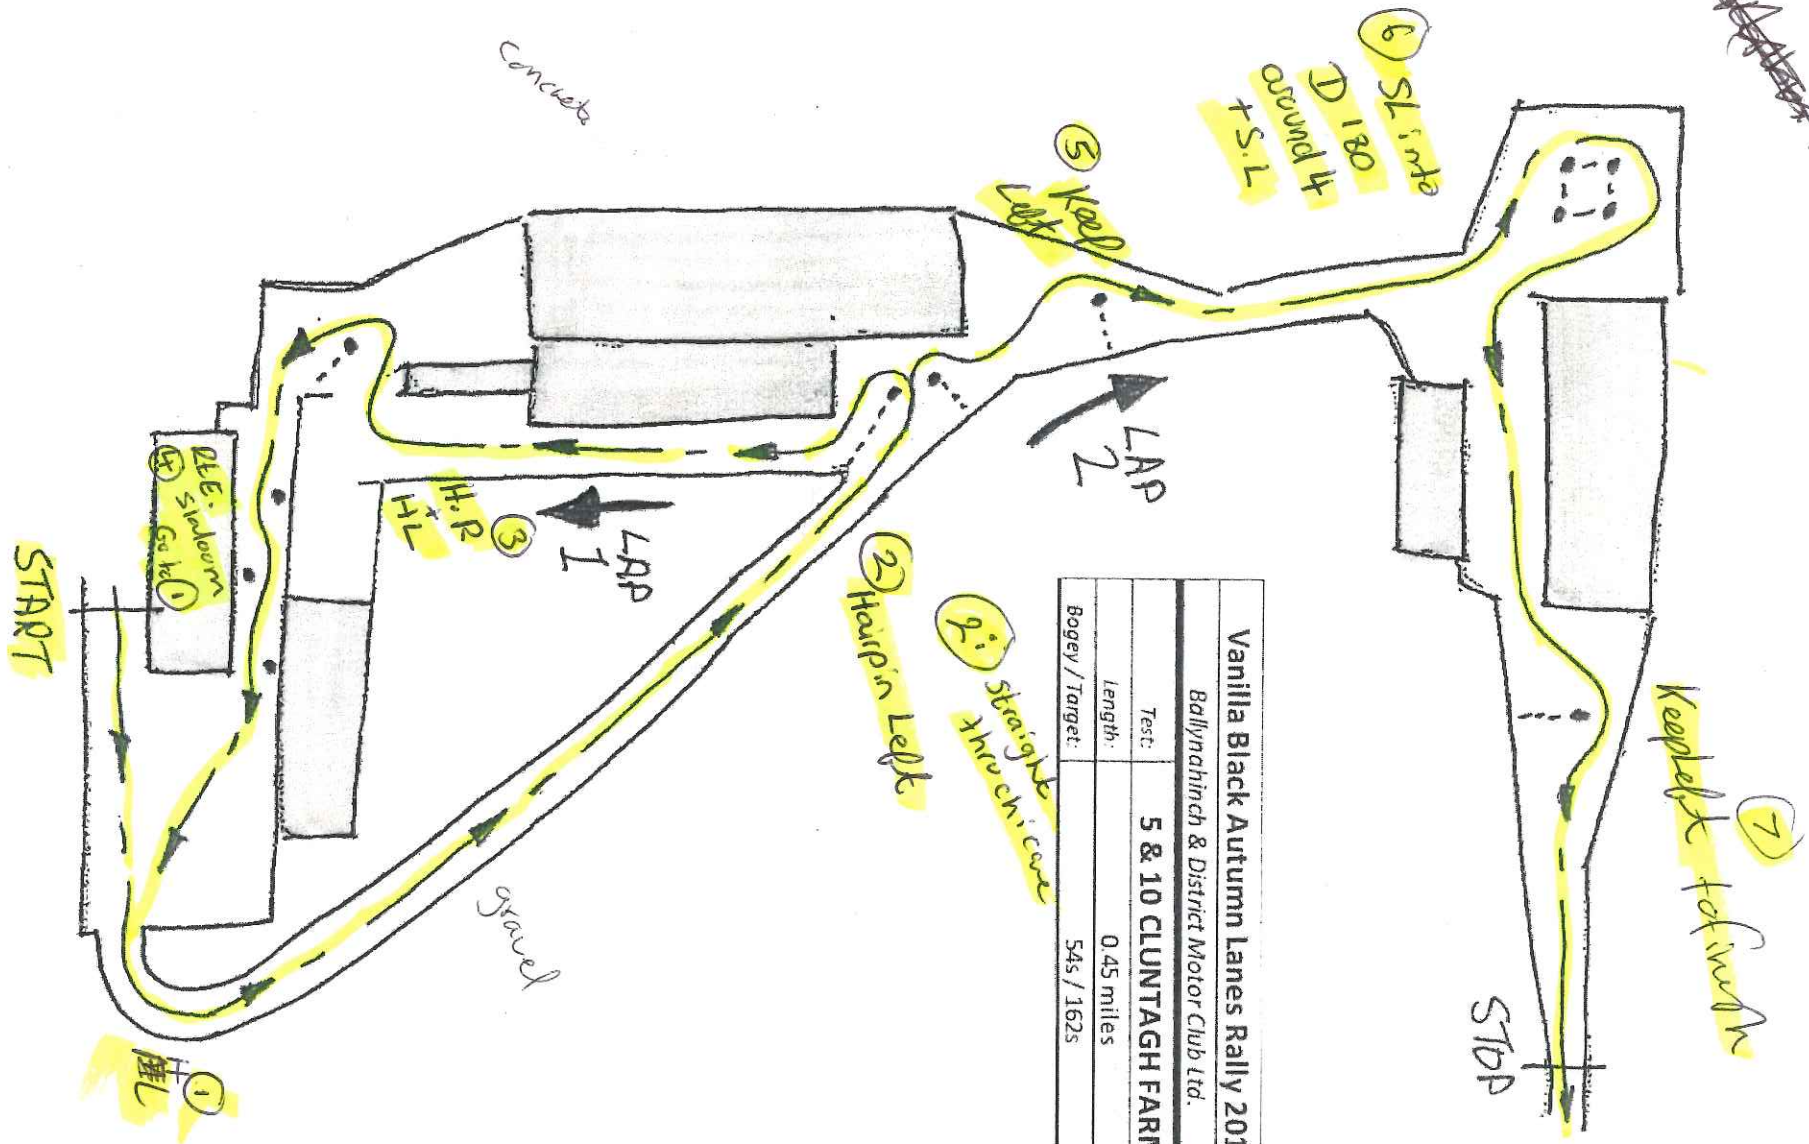 Vanilla Black Autumn Lanes Rally 201
Ballynahinch & District Motor Club Ltd.
Test: 5 & 10 CLUNTAGH FARM
Length: 0.45 miles
Bogey / Target: 54s / 162s
START
①
② Hairpin Left
2i straight
thru chicane
③
H.R
+
HL
④ slaloum
Go to ①
LAP
1
LAP
2
⑤ Keep
Left
⑥ SL into
D 180
around 4
+ S.L
⑦
Keepleft to finish
STOP
Concrete
gravel